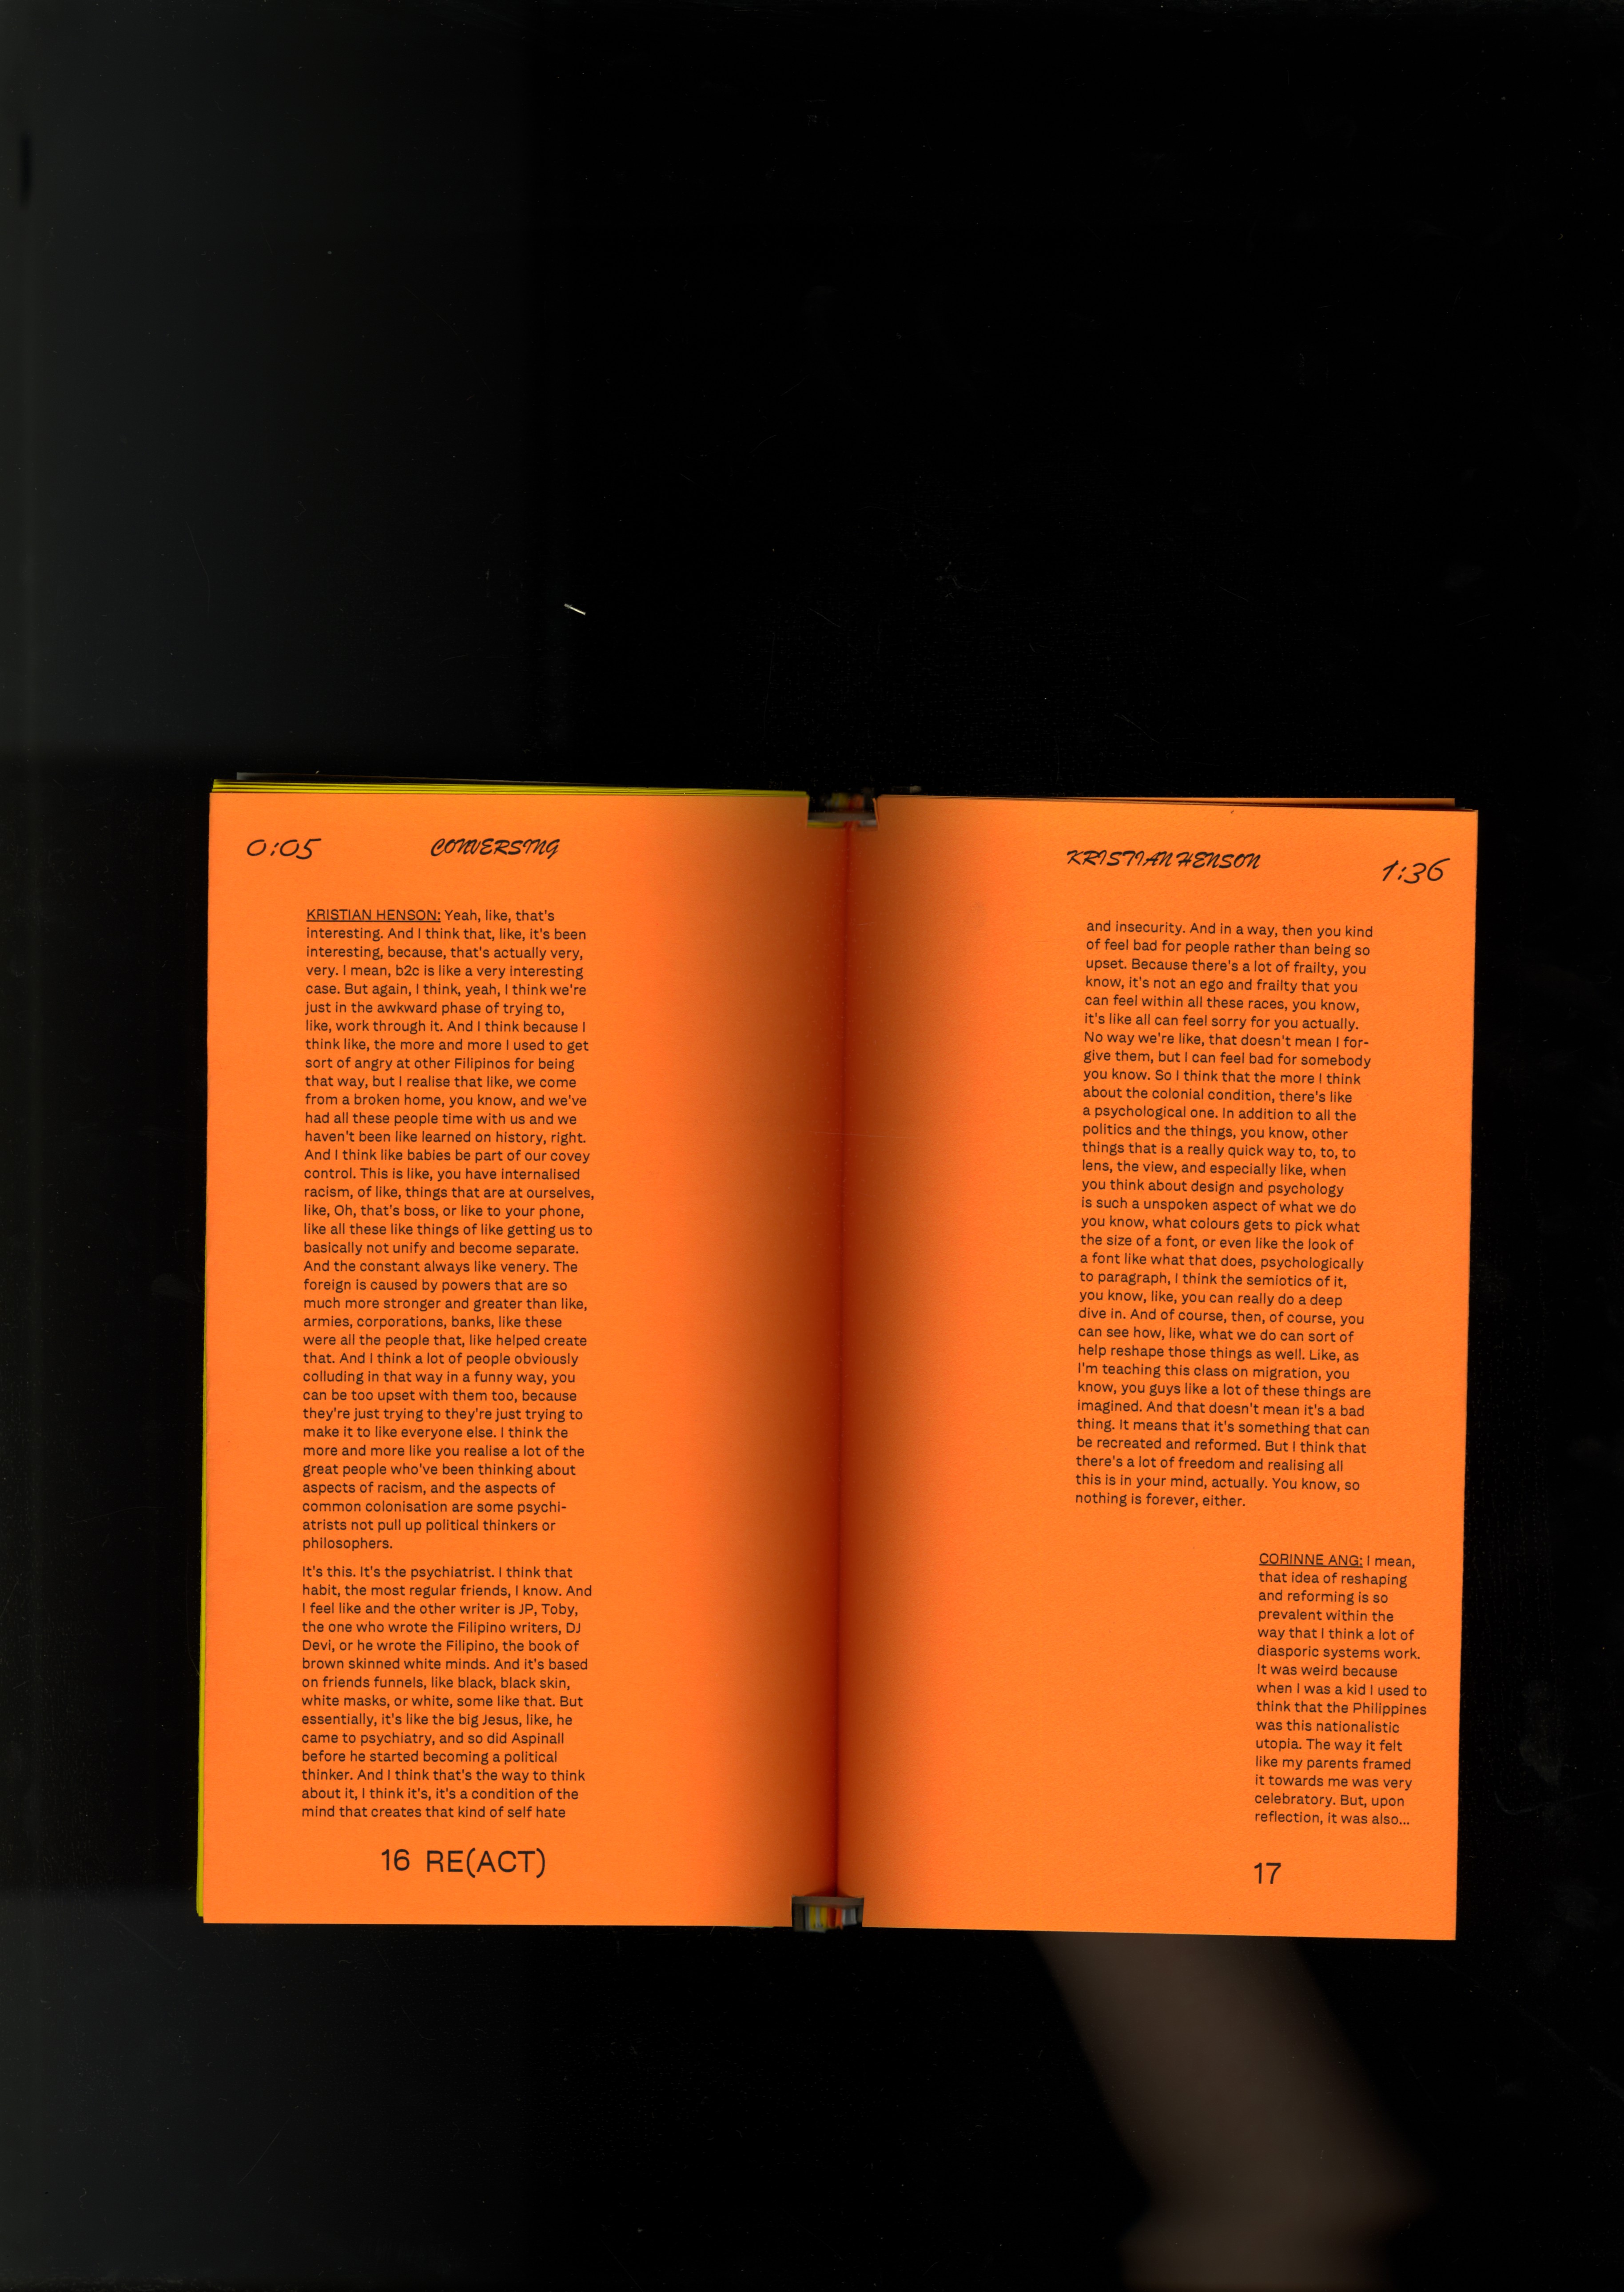 0:05 CONVERSING
KRISTIAN HENSON: Yeah, like, that's
interesting. And I think that, like, it's been
interesting, because, that's actually very,
very. I mean, b2c is like a very interesting
case. But again, I think, yeah, I think we're
just in the awkward phase of trying to,
like, work through it. And I think because I
think like, the more and more I used to get
sort of angry at other Filipinos for being
that way, but I realise that like, we come
from a broken home, you know, and we've
had all these people time with us and we
haven't been like learned on history, right.
And I think like babies be part of our covey
control. This is like, you have internalised
racism, of like, things that are at ourselves,
like, Oh, that's boss, or like to your phone,
like all these like things of like getting us to
basically not unify and become separate.
And the constant always like venery. The
foreign is caused by powers that are so
much more stronger and greater than like,
armies, corporations, banks, like these
were all the people that, like helped create
that. And I think a lot of people obviously
colluding in that way in a funny way, you
can be too upset with them too, because
they're just trying to they're just trying to
make it to like everyone else. I think the
more and more like you realise a lot of the
great people who've been thinking about
aspects of racism, and the aspects of
common colonisation are some psychi-
atrists not pull up political thinkers or
philosophers.
It's this. It's the psychiatrist. I think that
habit, the most regular friends, I know. And
I feel like and the other writer is JP, Toby,
the one who wrote the Filipino writers, DJ
Devi, or he wrote the Filipino, the book of
brown skinned white minds. And it's based
on friends funnels, like black, black skin,
white masks, or white, some like that. But
essentially, it's like the big Jesus, like, he
came to psychiatry, and so did Aspinall
before he started becoming a political
thinker. And I think that's the way to think
about it, I think it's, it's a condition of the
mind that creates that kind of self hate
16 RE(ACT)
KRISTIAN HENSON 1:36
and insecurity. And in a way, then you kind
of feel bad for people rather than being so
upset. Because there's a lot of frailty, you
know, it's not an ego and frailty that you
can feel within all these races, you know,
it's like all can feel sorry for you actually.
No way we're like, that doesn't mean I for-
give them, but I can feel bad for somebody
you know. So I think that the more I think
about the colonial condition, there's like
a psychological one. In addition to all the
politics and the things, you know, other
things that is a really quick way to, to, to
lens, the view, and especially like, when
you think about design and psychology
is such a unspoken aspect of what we do
you know, what colours gets to pick what
the size of a font, or even like the look of
a font like what that does, psychologically
to paragraph, I think the semiotics of it,
you know, like, you can really do a deep
dive in. And of course, then, of course, you
can see how, like, what we do can sort of
help reshape those things as well. Like, as
I'm teaching this class on migration, you
know, you guys like a lot of these things are
imagined. And that doesn't mean it's a bad
thing. It means that it's something that can
be recreated and reformed. But I think that
there's a lot of freedom and realising all
this is in your mind, actually. You know, so
nothing is forever, either.
CORINNE ANG: I mean,
that idea of reshaping
and reforming is so
prevalent within the
way that I think a lot of
diasporic systems work.
It was weird because
when I was a kid I used to
think that the Philippines
was this nationalistic
utopia. The way it felt
like my parents framed
it towards me was very
celebratory. But, upon
reflection, it was also...
17